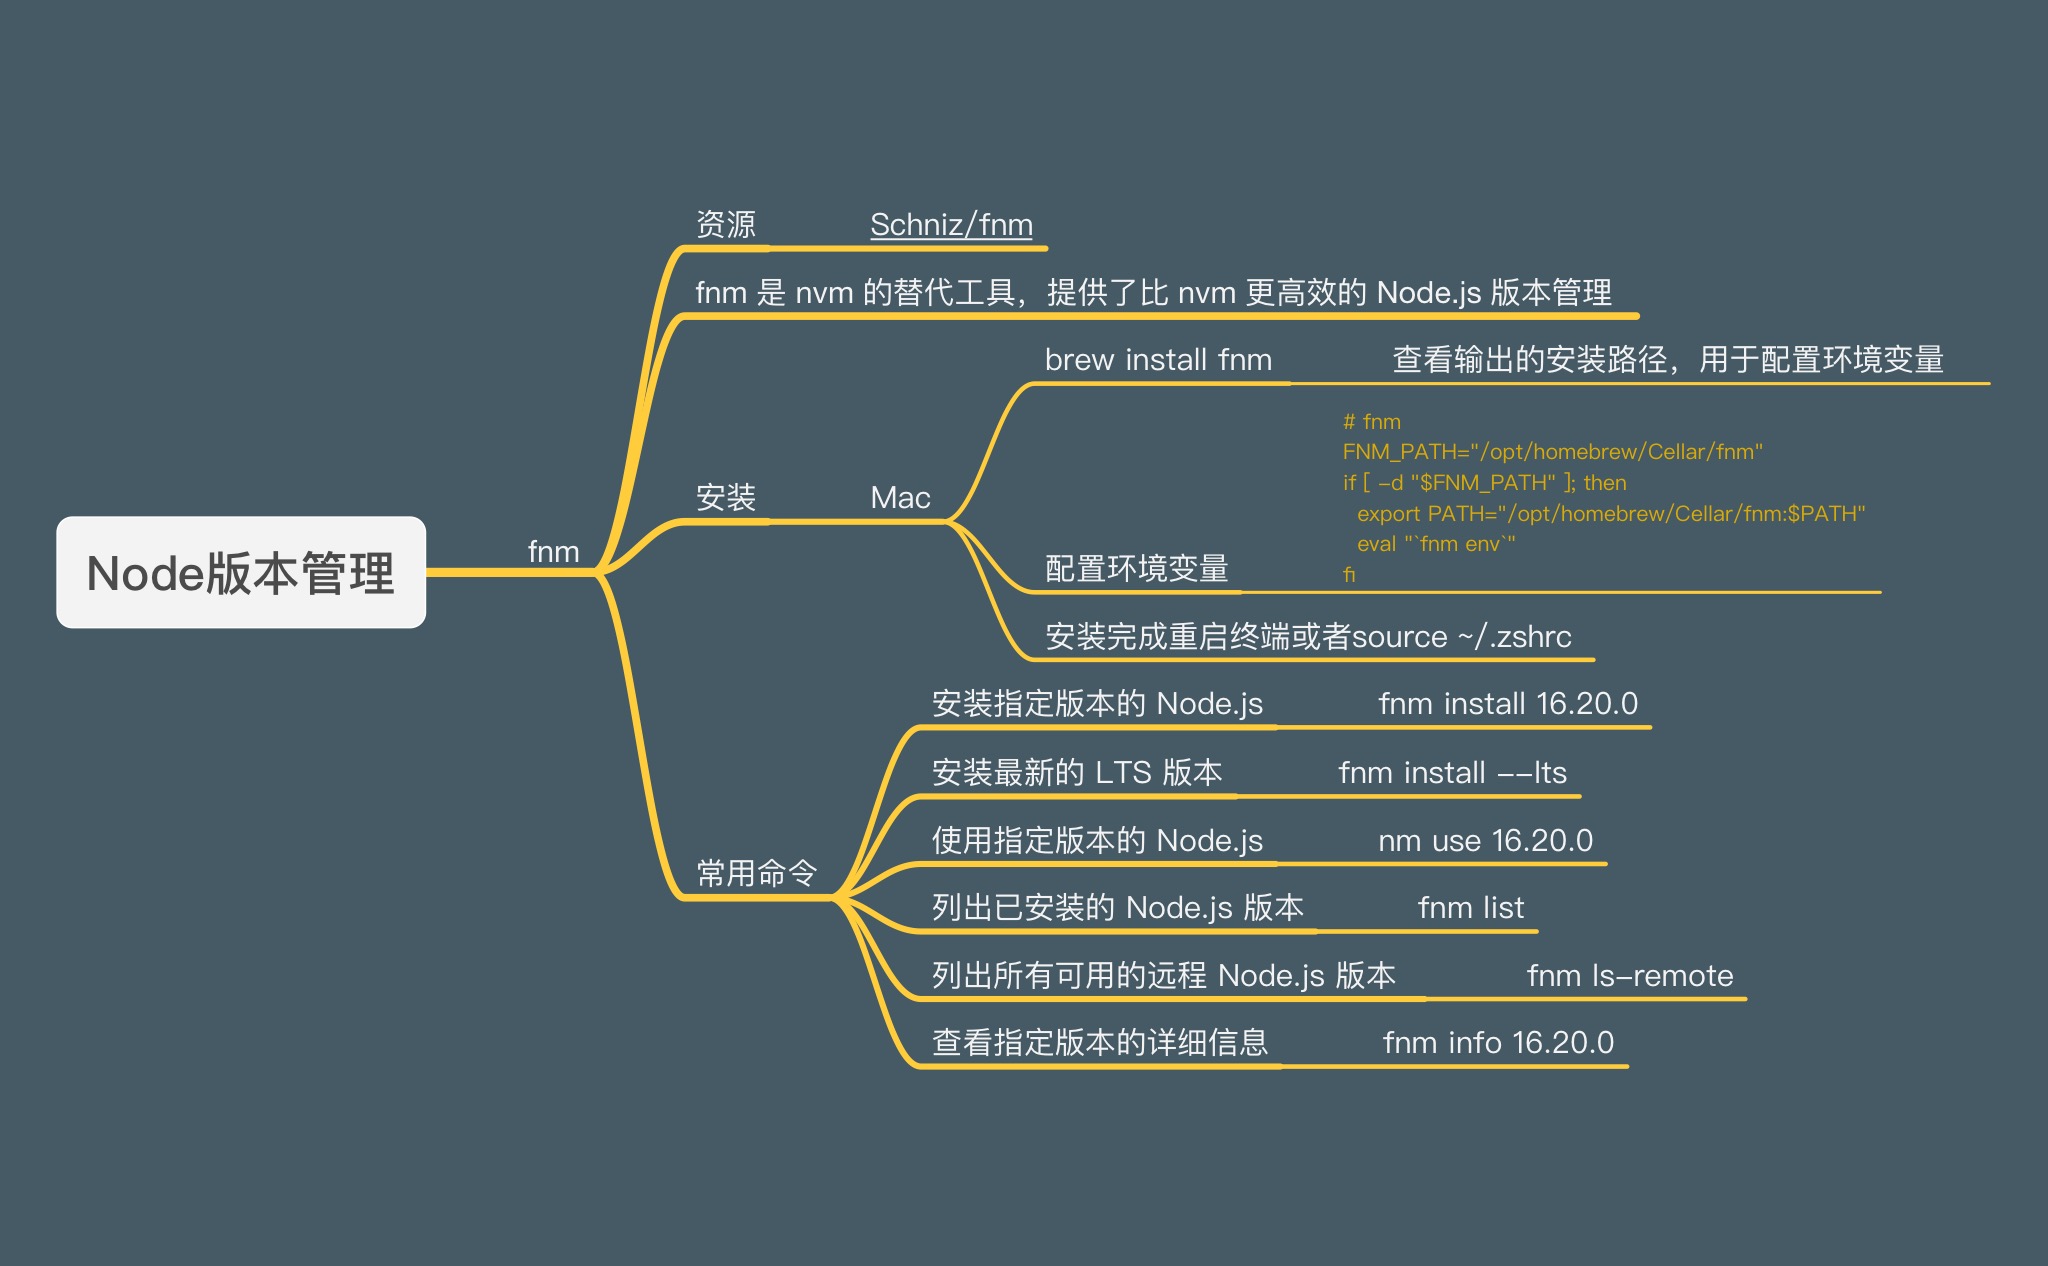 Node版本管理
fnm
资源
Schniz/fnm
fnm 是 nvm 的替代工具，提供了比 nvm 更高效的 Node.js 版本管理
安装
Mac
brew install fnm
查看输出的安装路径，用于配置环境变量
配置环境变量
# fnm
FNM_PATH="/opt/homebrew/Cellar/fnm"
if [ -d "$FNM_PATH" ]; then
  export PATH="/opt/homebrew/Cellar/fnm:$PATH"
  eval "`fnm env`"
fi
安装完成重启终端或者source ~/.zshrc
常用命令
安装指定版本的 Node.js
fnm install 16.20.0
安装最新的 LTS 版本
fnm install --lts
使用指定版本的 Node.js
nm use 16.20.0
列出已安装的 Node.js 版本
fnm list
列出所有可用的远程 Node.js 版本
fnm ls-remote
查看指定版本的详细信息
fnm info 16.20.0